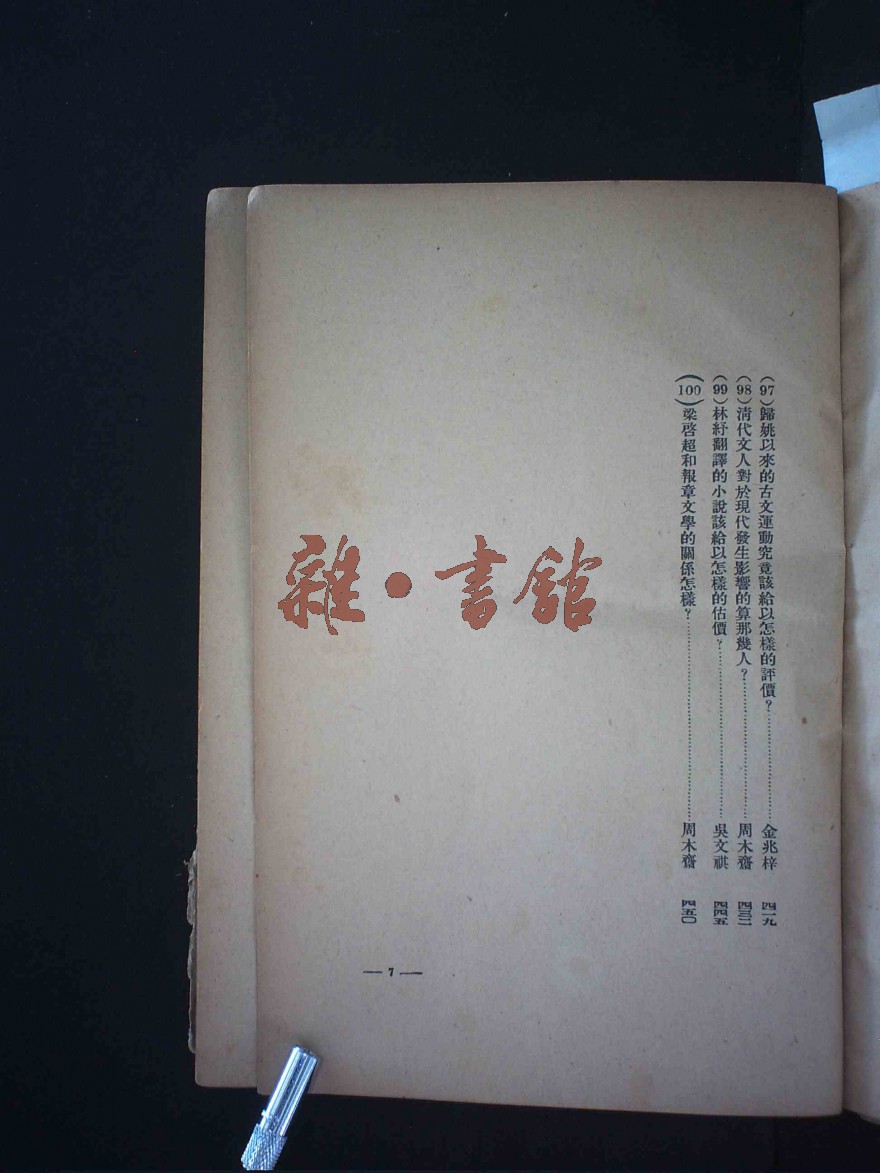 （97）歸姚以來的古文運動究竟該給以怎樣的評價？……金兆梓 四一九
（98）清代文人對於現代發生影響的算那幾人？……周木齋 四三二
（99）林紓翻譯的小說該給以怎樣的估價？……吳文祺 四四五
（100）梁啓超和報章文學的關係怎樣？……周木齋 四五〇
— 7 —
雜·書館